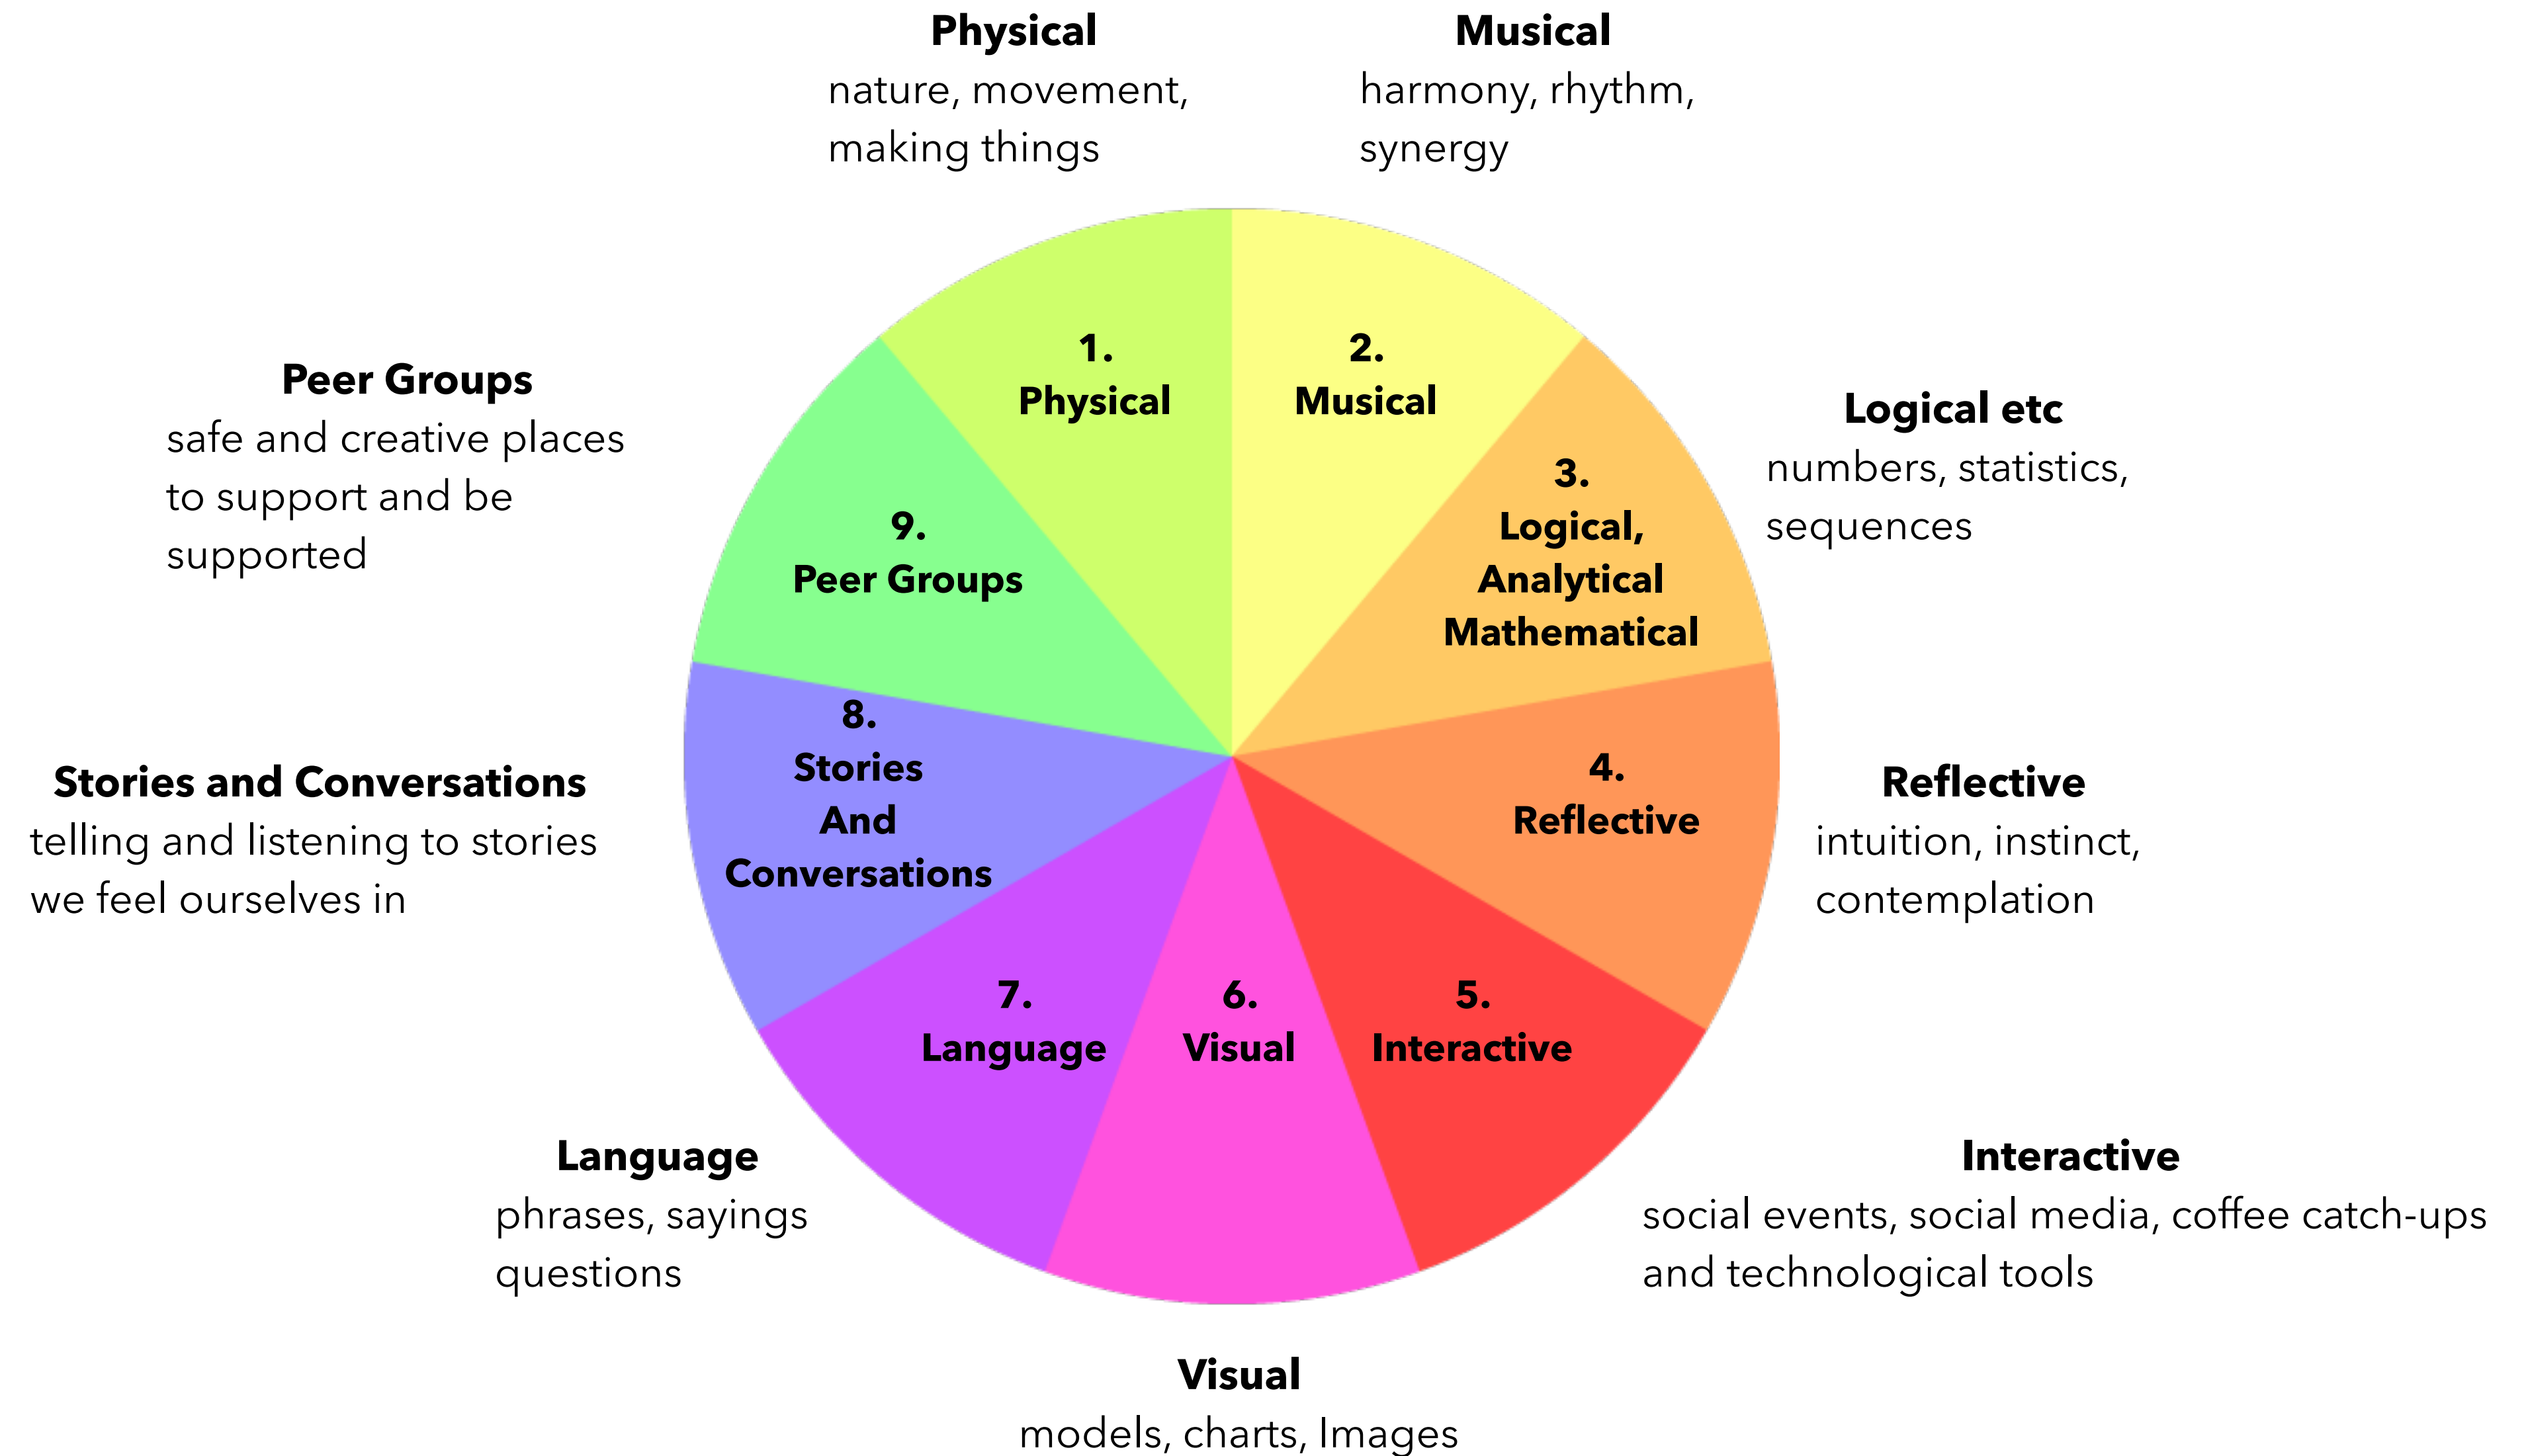 Physical
nature, movement,
making things
Musical
harmony, rhythm,
synergy
1.
Physical
2.
Musical
Peer Groups
safe and creative places
to support and be
supported
Logical etc
numbers, statistics,
sequences
3.
Logical,
Analytical
Mathematical
9.
Peer Groups
8.
Stories
And
Conversations
4.
Reflective
Stories and Conversations
telling and listening to stories
we feel ourselves in
Reflective
intuition, instinct,
contemplation
7.
Language
6.
Visual
5.
Interactive
Language
phrases, sayings
questions
Interactive
social events, social media, coffee catch-ups
and technological tools
Visual
models, charts, Images